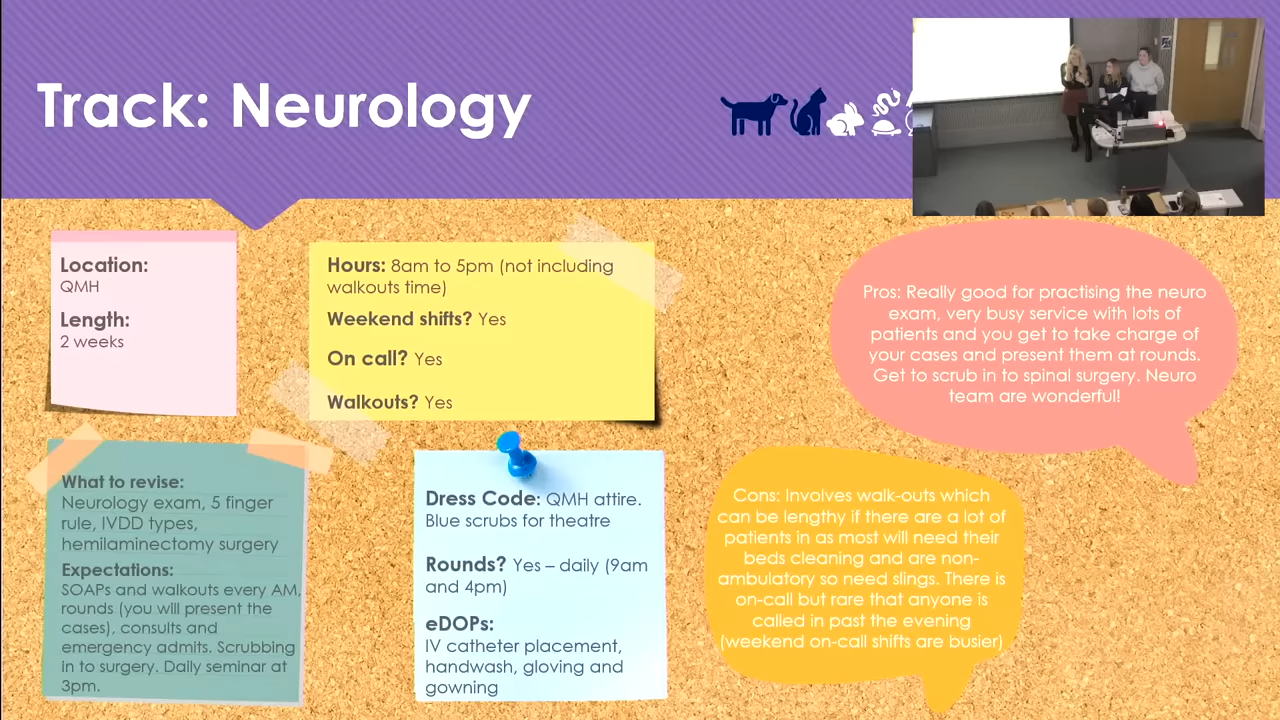 Track: Neurology
Location:
QMH
Length:
2 weeks
Hours: 8am to 5pm (not including
walkouts time)
Weekend shifts? Yes
On call? Yes
Walkouts? Yes
Pros: Really good for practising the neuro
exam, very busy service with lots of
patients and you get to take charge of
your cases and present them at rounds.
Get to scrub in to spinal surgery. Neuro
team are wonderful!
What to revise:
Neurology exam, 5 finger
rule, IVDD types,
hemilaminectomy surgery
Expectations:
SOAPs and walkouts every AM,
rounds (you will present the
cases), consults and
emergency admits. Scrubbing
in to surgery. Daily seminar at
3pm.
Dress Code: QMH attire.
Blue scrubs for theatre
Rounds? Yes – daily (9am
and 4pm)
eDOPs:
IV catheter placement,
handwash, gloving and
gowning
Cons: Involves walk-outs which
can be lengthy if there are a lot of
patients in as most will need their
beds cleaning and are non-
ambulatory so need slings. There is
on-call but rare that anyone is
called in past the evening
(weekend on-call shifts are busier)